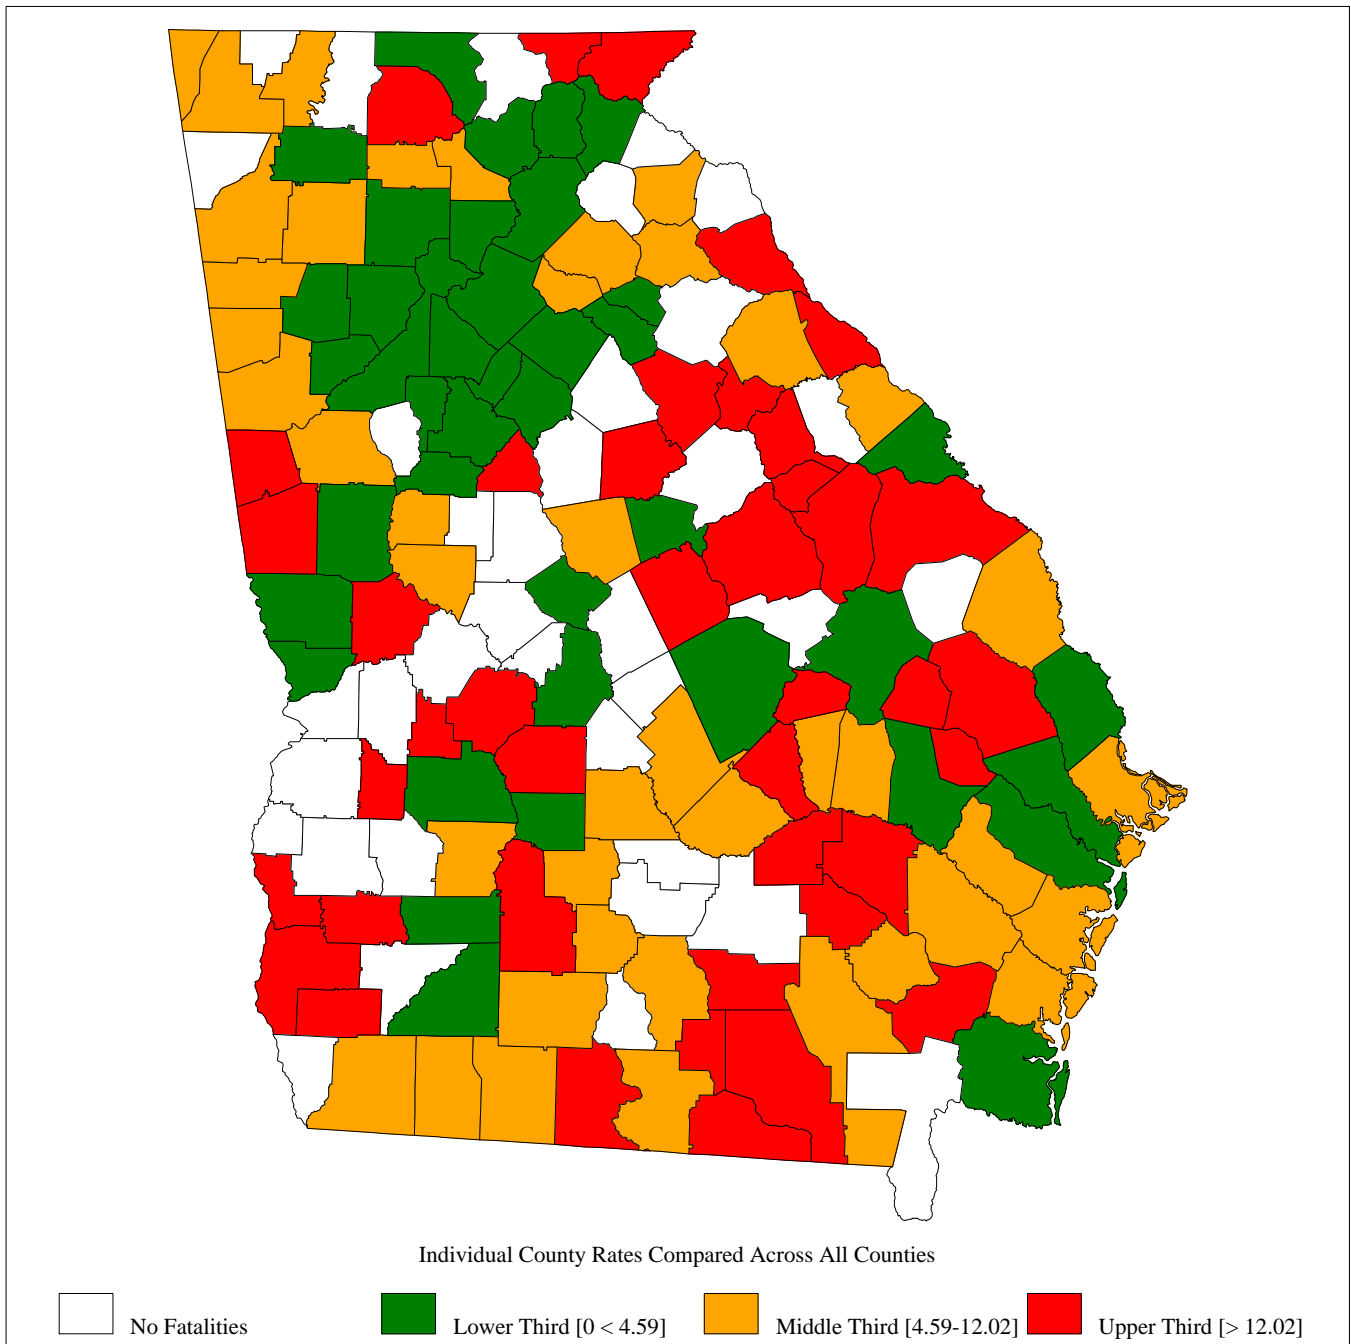 Individual County Rates Compared Across All Counties
No Fatalities
Lower Third [0 < 4.59]
Middle Third [4.59-12.02]
Upper Third [> 12.02]